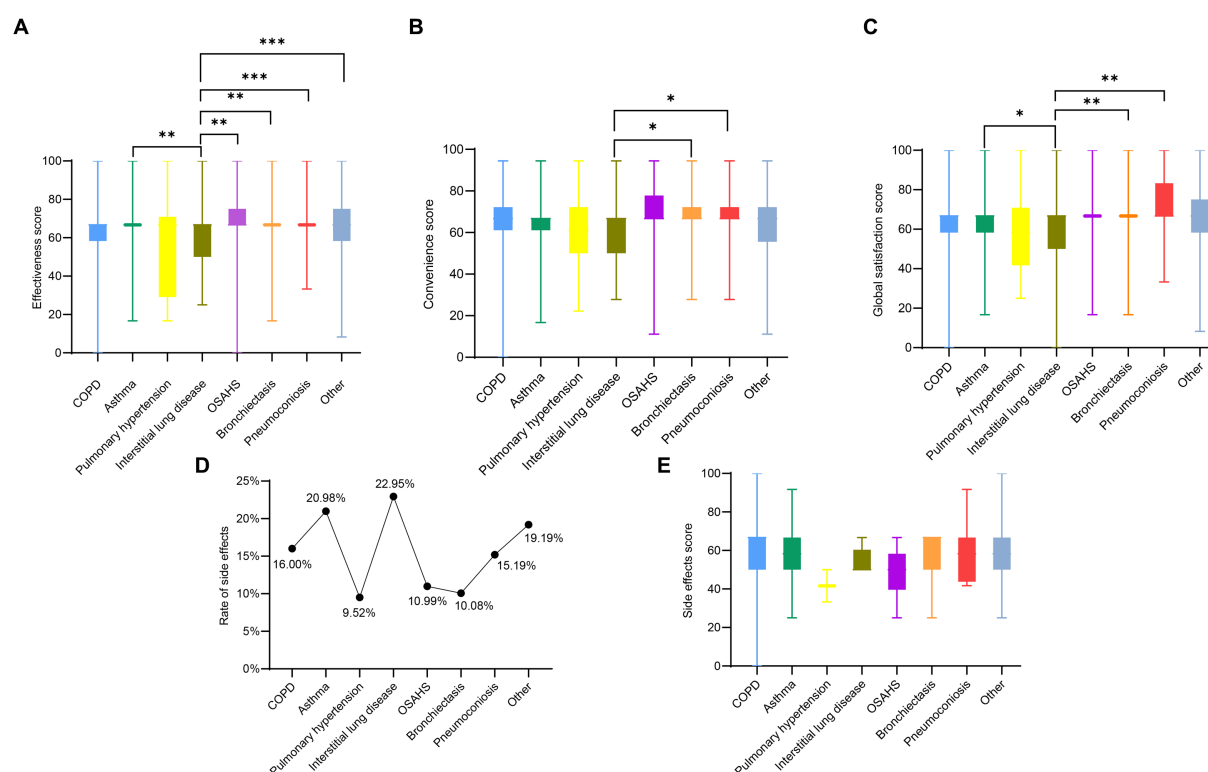 A
***
***
**
**
**
Effectiveness score
100
80
60
40
20
0
COPD
Asthma
Pulmonary hypertension
Interstitial lung disease
OSAHS
Bronchiectasis
Pneumoconiosis
Other
B
*
*
Convenience score
100
80
60
40
20
0
COPD
Asthma
Pulmonary hypertension
Interstitial lung disease
OSAHS
Bronchiectasis
Pneumoconiosis
Other
C
**
**
*
Global satisfaction score
100
80
60
40
20
0
COPD
Asthma
Pulmonary hypertension
Interstitial lung disease
OSAHS
Bronchiectasis
Pneumoconiosis
Other
D
Rate of side effects
25%
20%
15%
10%
5%
0%
16.00%
20.98%
9.52%
22.95%
10.99%
10.08%
15.19%
19.19%
COPD
Asthma
Pulmonary hypertension
Interstitial lung disease
OSAHS
Bronchiectasis
Pneumoconiosis
Other
E
Side effects score
100
80
60
40
20
0
COPD
Asthma
Pulmonary hypertension
Interstitial lung disease
OSAHS
Bronchiectasis
Pneumoconiosis
Other